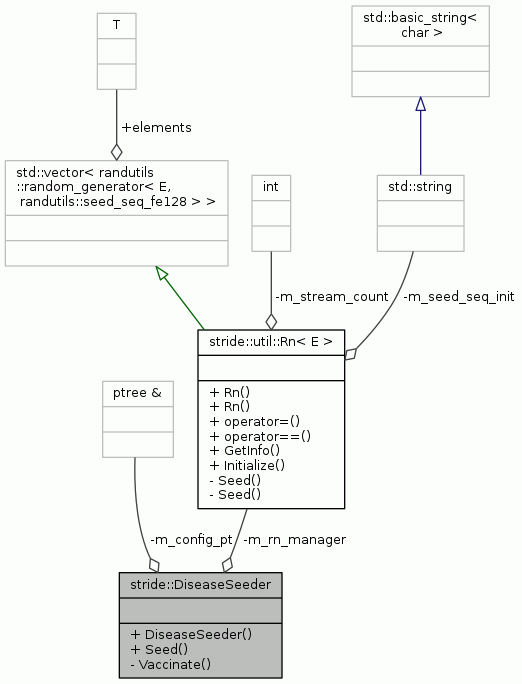 T
std::basic_string<
char >
+elements
std::vector< randutils
::random_generator< E,
randutils::seed_seq_fe128 > >
int
std::string
-m_stream_count
-m_seed_seq_init
stride::util::Rn< E >
+ Rn()
+ Rn()
+ operator=()
+ operator==()
+ GetInfo()
+ Initialize()
- Seed()
- Seed()
ptree &
-m_config_pt
-m_rn_manager
stride::DiseaseSeeder
+ DiseaseSeeder()
+ Seed()
- Vaccinate()